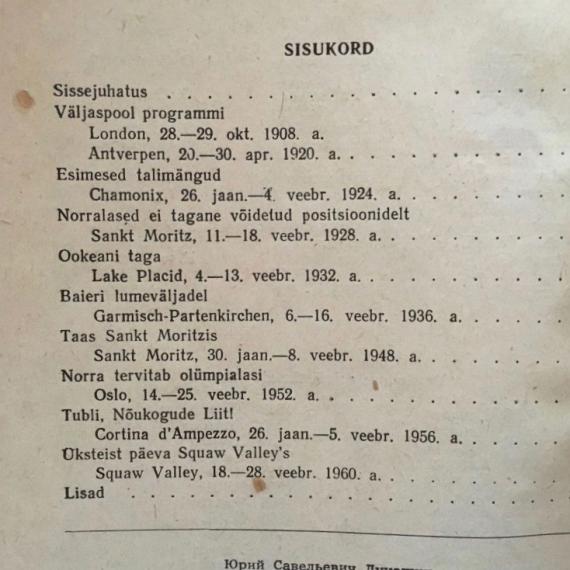 SISUKORD
Sissejuhatus . . . . . . . . . . . . . . . . .
Väljaspool programmi
London, 28.—29. okt. 1908. a.
Antverpen, 20.—30. apr. 1920. a. . . . . . . . . .
Esimesed talimängud
Chamonix, 26. jaan.—4. veebr. 1924. a. . . . . . . .
Norralased ei tagane võidetud positsioonidelt
Sankt Moritz, 11.—18. veebr. 1928. a. . . . . . . . .
Ookeani taga
Lake Placid, 4.—13. veebr. 1932. a. . . . . . . . .
Baieri lumeväljadel
Garmisch-Partenkirchen, 6.—16. veebr. 1936. a. . . . .
Taas Sankt Moritzis
Sankt Moritz, 30. jaan.—8. veebr. 1948. a. . . . . . .
Norra tervitab olümpialasi
Oslo, 14.—25. veebr. 1952. a. . . . . . . . . . .
Tubli, Nõukogude Liit!
Cortina d'Ampezzo, 26. jaan.—5. veebr. 1956. a. . . . .
Üksteist päeva Squaw Valley's
Squaw Valley, 18.—28. veebr. 1960. a. . . . . . . .
Lisad . . . . . . . . . . . . . . . . . .
Юрий Савельевич